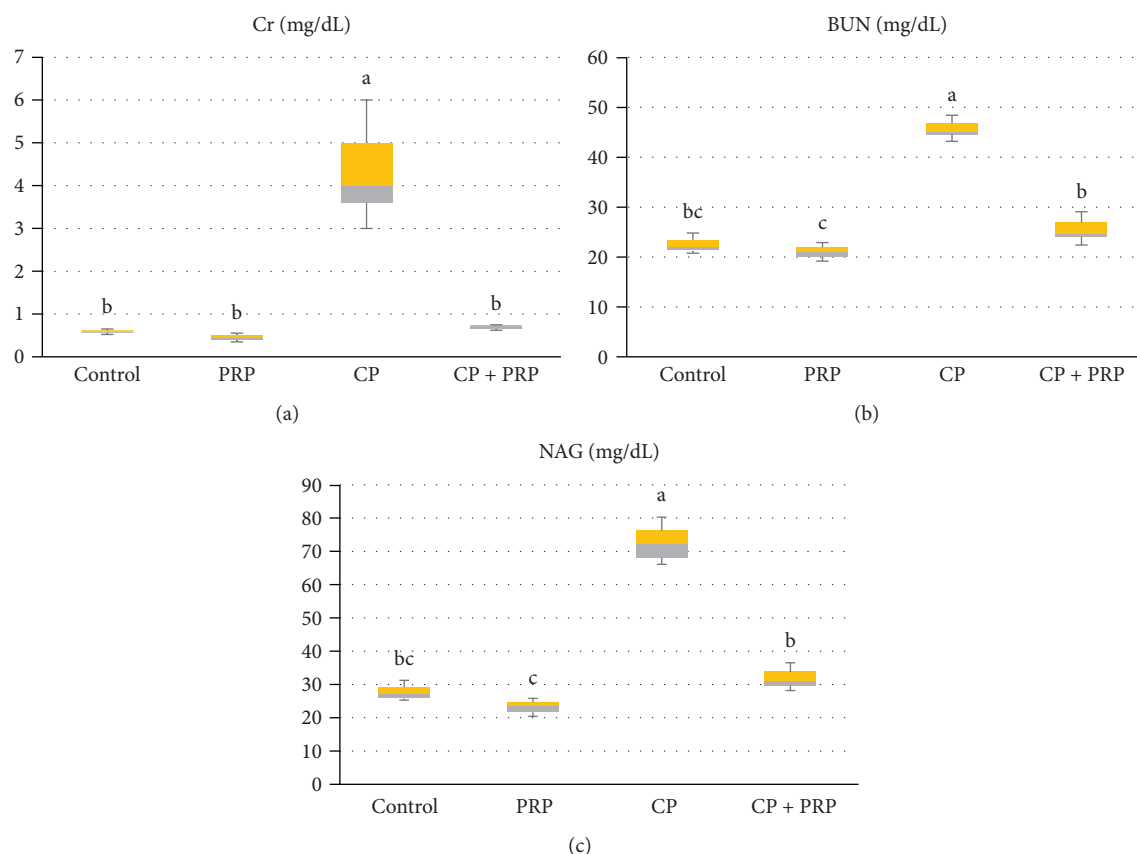 Cr (mg/dL)
7
6
5
4
3
2
1
0
a
b
b
b
Control
PRP
CP
CP + PRP
(a)
BUN (mg/dL)
60
50
40
30
20
10
0
bc
c
a
b
Control
PRP
CP
CP + PRP
(b)
NAG (mg/dL)
90
80
70
60
50
40
30
20
10
0
bc
c
a
b
Control
PRP
CP
CP + PRP
(c)